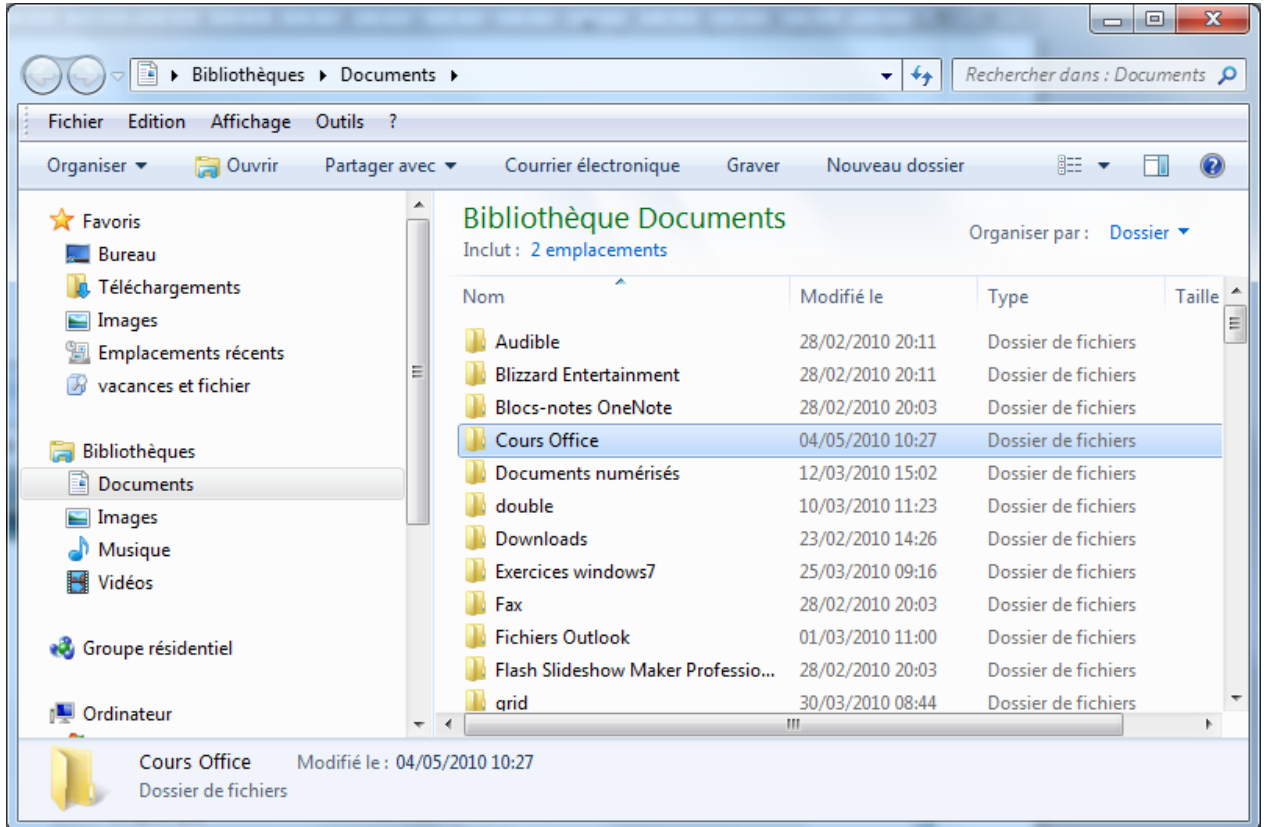 Bibliothèques Documents
Rechercher dans : Documents
Fichier Edition Affichage Outils ?
Organiser Ouvrir Partager avec Courrier électronique Graver Nouveau dossier
Favoris
Bureau
Téléchargements
Images
Emplacements récents
vacances et fichier
Bibliothèques
Documents
Images
Musique
Vidéos
Groupe résidentiel
Ordinateur
Bibliothèque Documents
Inclut : 2 emplacements
Organiser par : Dossier
Nom Modifié le Type Taille
Audible 28/02/2010 20:11 Dossier de fichiers
Blizzard Entertainment 28/02/2010 20:11 Dossier de fichiers
Blocs-notes OneNote 28/02/2010 20:03 Dossier de fichiers
Cours Office 04/05/2010 10:27 Dossier de fichiers
Documents numérisés 12/03/2010 15:02 Dossier de fichiers
double 10/03/2010 11:23 Dossier de fichiers
Downloads 23/02/2010 14:26 Dossier de fichiers
Exercices windows7 25/03/2010 09:16 Dossier de fichiers
Fax 28/02/2010 20:03 Dossier de fichiers
Fichiers Outlook 01/03/2010 11:00 Dossier de fichiers
Flash Slideshow Maker Professio... 28/02/2010 20:03 Dossier de fichiers
grid 30/03/2010 08:44 Dossier de fichiers
Cours Office Modifié le : 04/05/2010 10:27
Dossier de fichiers